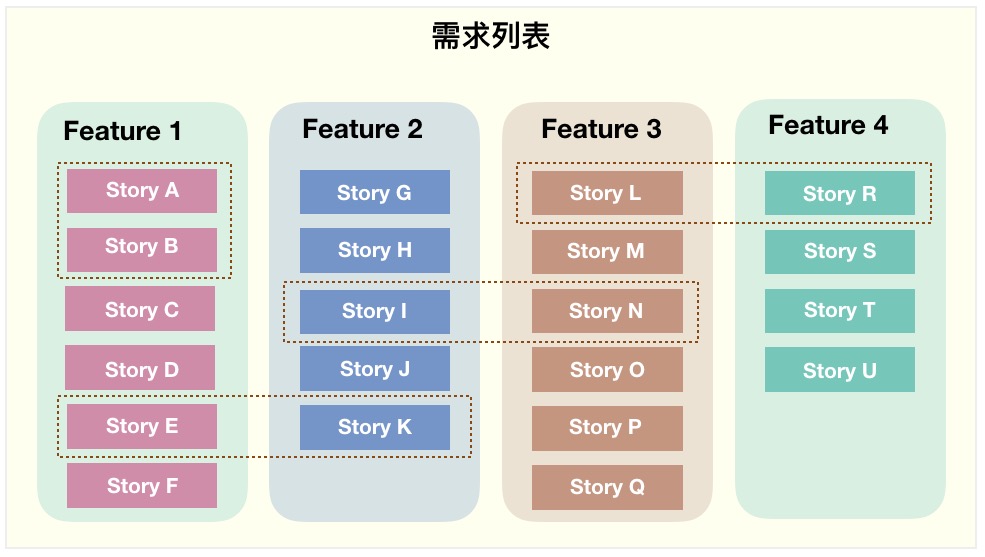 需求列表
Feature 1
Story A
Story B
Story C
Story D
Story E
Story F
Feature 2
Story G
Story H
Story I
Story J
Story K
Feature 3
Story L
Story M
Story N
Story O
Story P
Story Q
Feature 4
Story R
Story S
Story T
Story U